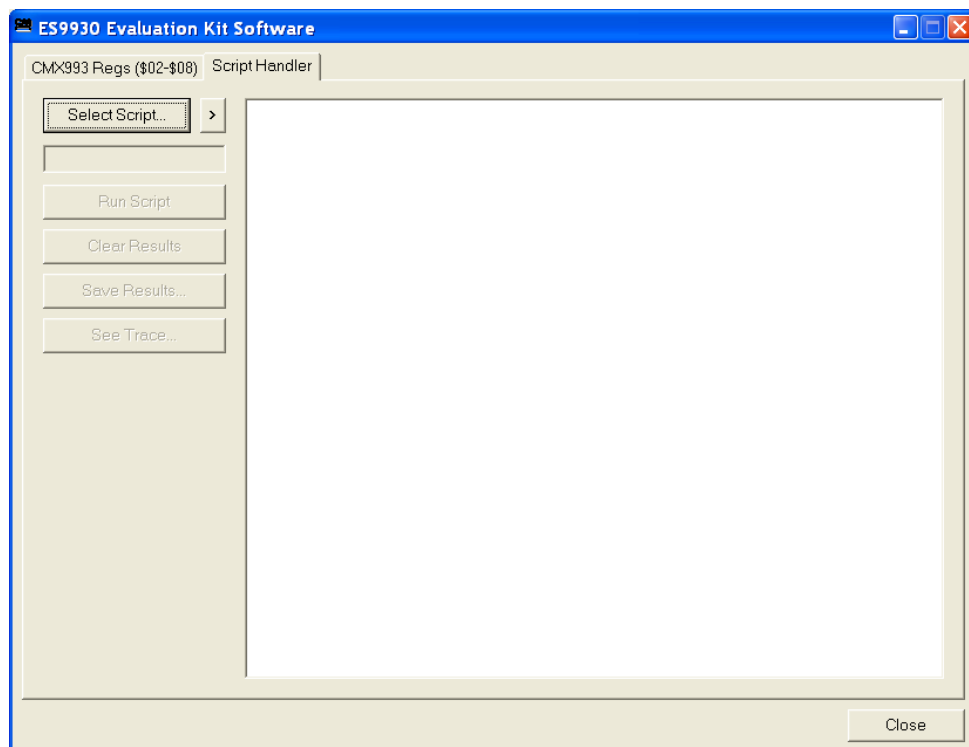 ES9930 Evaluation Kit Software
CMX993 Regs ($02-$08) Script Handler
Select Script... >
Run Script
Clear Results
Save Results...
See Trace...
Close